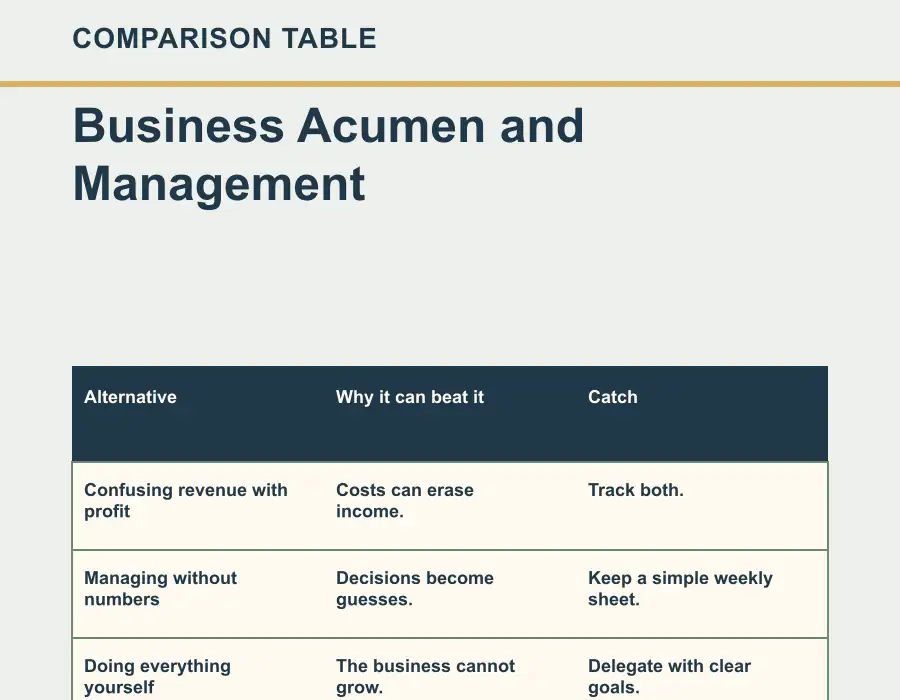 COMPARISON TABLE
Business Acumen and
Management
Alternative
Why it can beat it
Catch
Confusing revenue with
profit
Costs can erase
income.
Track both.
Managing without
numbers
Decisions become
guesses.
Keep a simple weekly
sheet.
Doing everything
yourself
The business cannot
grow.
Delegate with clear
goals.